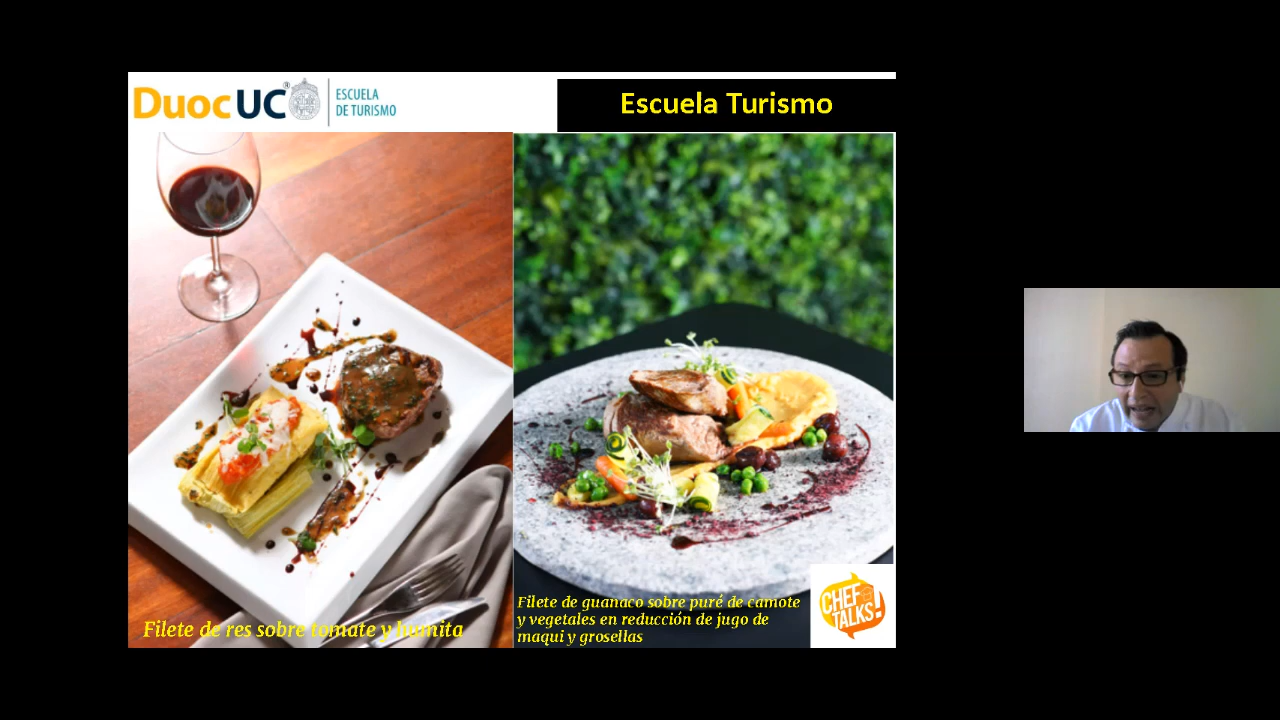 Duoc UC®
ESCUELA
DE TURISMO
Escuela Turismo
Filete de res sobre tomate y humita
Filete de guanaco sobre puré de camote
y vegetales en reducción de jugo de
maqui y grosellas
CHEF
TALKS!